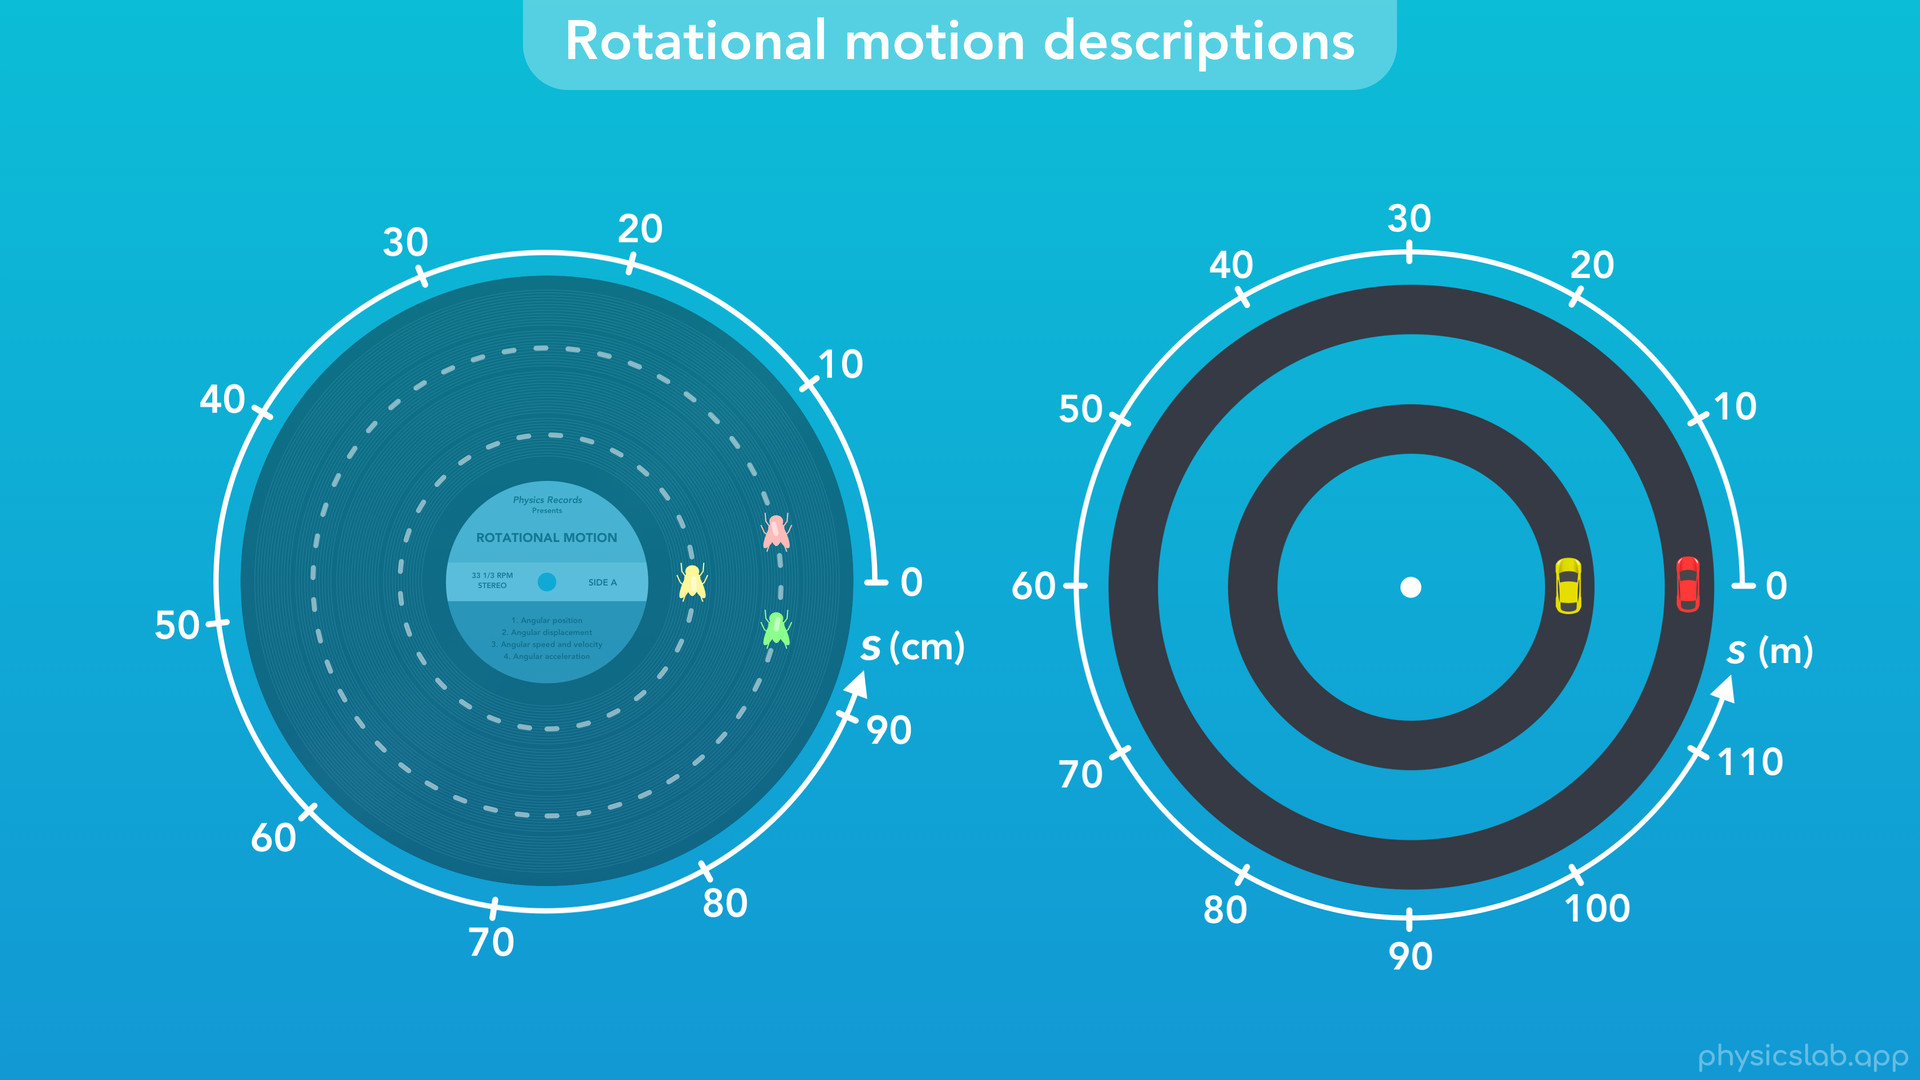 Rotational motion descriptions
30
20
40
10
50
0
s (cm)
90
60
80
70
Physics Records
Presents
ROTATIONAL MOTION
33 1/3 RPM
STEREO
SIDE A
1. Angular position
2. Angular displacement
3. Angular speed and velocity
4. Angular acceleration
30
40
20
50
10
60
0
s (m)
70
110
80
100
90
physicslab.app